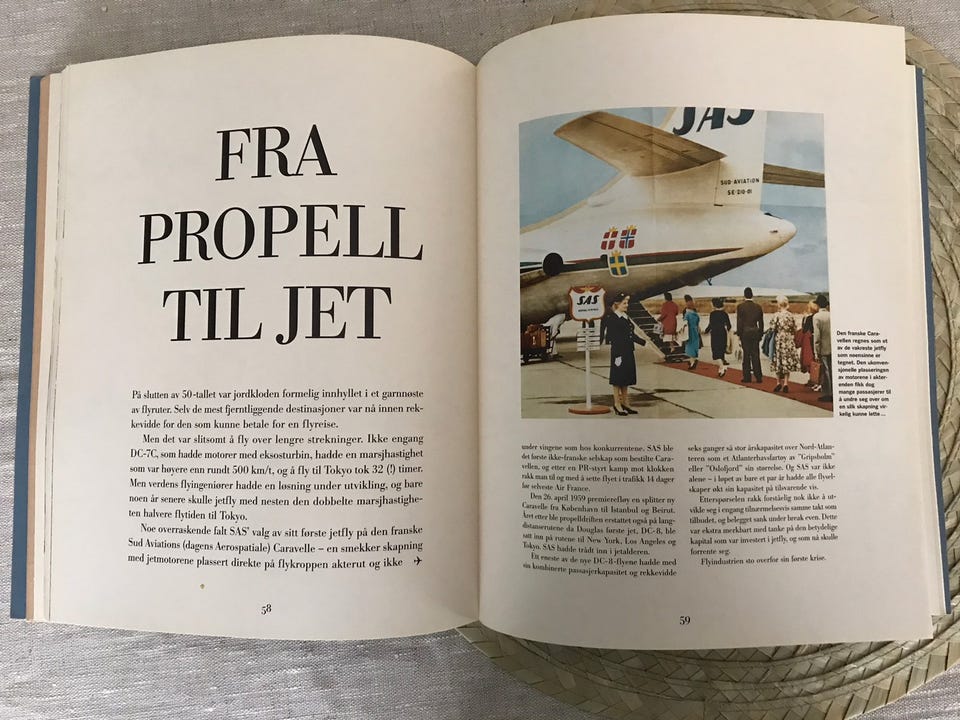 FRA
PROPELL
TIL JET
På slutten av 50-tallet var jordkloden formelig innhyllet i et garnnøste
av flyruter. Selv de mest fjerntliggende destinasjoner var nå innen rek-
kevidde for den som kunne betale for en flyreise.
Men det var slitsomt å fly over lengre strekninger. Ikke engang
DC-7C, som hadde motorer med eksosturbin, hadde en marsjhastighet
som var høyere enn rundt 500 km/t, og å fly til Tokyo tok 32 (!) timer.
Men verdens flyingeniører hadde en løsning under utvikling, og bare
noen år senere skulle jetfly med nesten den dobbelte marsjhastighe-
ten halvere flytiden til Tokyo.
Noe overraskende falt SAS' valg av sitt første jetfly på den franske
Sud Aviations (dagens Aerospatiale) Caravelle – en smekker skapning
med jetmotorene plassert direkte på flykroppen akterut og ikke ✈
58
SAS
SUD-AVIATION
SE-210-01
SAS
Den franske Cara-
vellen regnes som et
av de vakreste jetfly
som noensinne er
tegnet. Den ukonven-
sjonelle plasseringen
av motorene i akter-
enden fikk dog
mange passasjerer til
å undre seg over om
en slik skapning vir-
kelig kunne lette ...
under vingene som hos konkurrentene. SAS ble
det første ikke-franske selskap som bestilte Cara-
vellen, og etter en PR-styrt kamp mot klokken
rakk man til og med å sette flyet i trafikk 14 dager
før selveste Air France.
Den 26. april 1959 premierefløy en splitter ny
Caravelle fra København til Istanbul og Beirut.
Året etter ble propelldriften erstattet også på lang-
distanserutene da Douglas første jet, DC-8, ble
satt inn på rutene til New York, Los Angeles og
Tokyo. SAS hadde trådt inn i jetalderen.
Ett eneste av de nye DC-8-flyene hadde med
sin kombinerte passasjerkapasitet og rekkevidde
seks ganger så stor årskapasitet over Nord-Atlan-
teren som et Atlanterhavsfartøy av "Gripsholm"
eller "Oslofjord" sin størrelse. Og SAS var ikke
alene – i løpet av bare et par år hadde alle flysel-
skaper økt sin kapasitet på tilsvarende vis.
Etterspørselen rakk forståelig nok ikke å ut-
vikle seg i engang tilnærmelsesvis samme takt som
tilbudet, og belegget sank under break even. Dette
var ekstra merkbart med tanke på den betydelige
kapital som var investert i jetfly, og som nå skulle
forrente seg.
Flyindustrien sto overfor sin første krise.
59